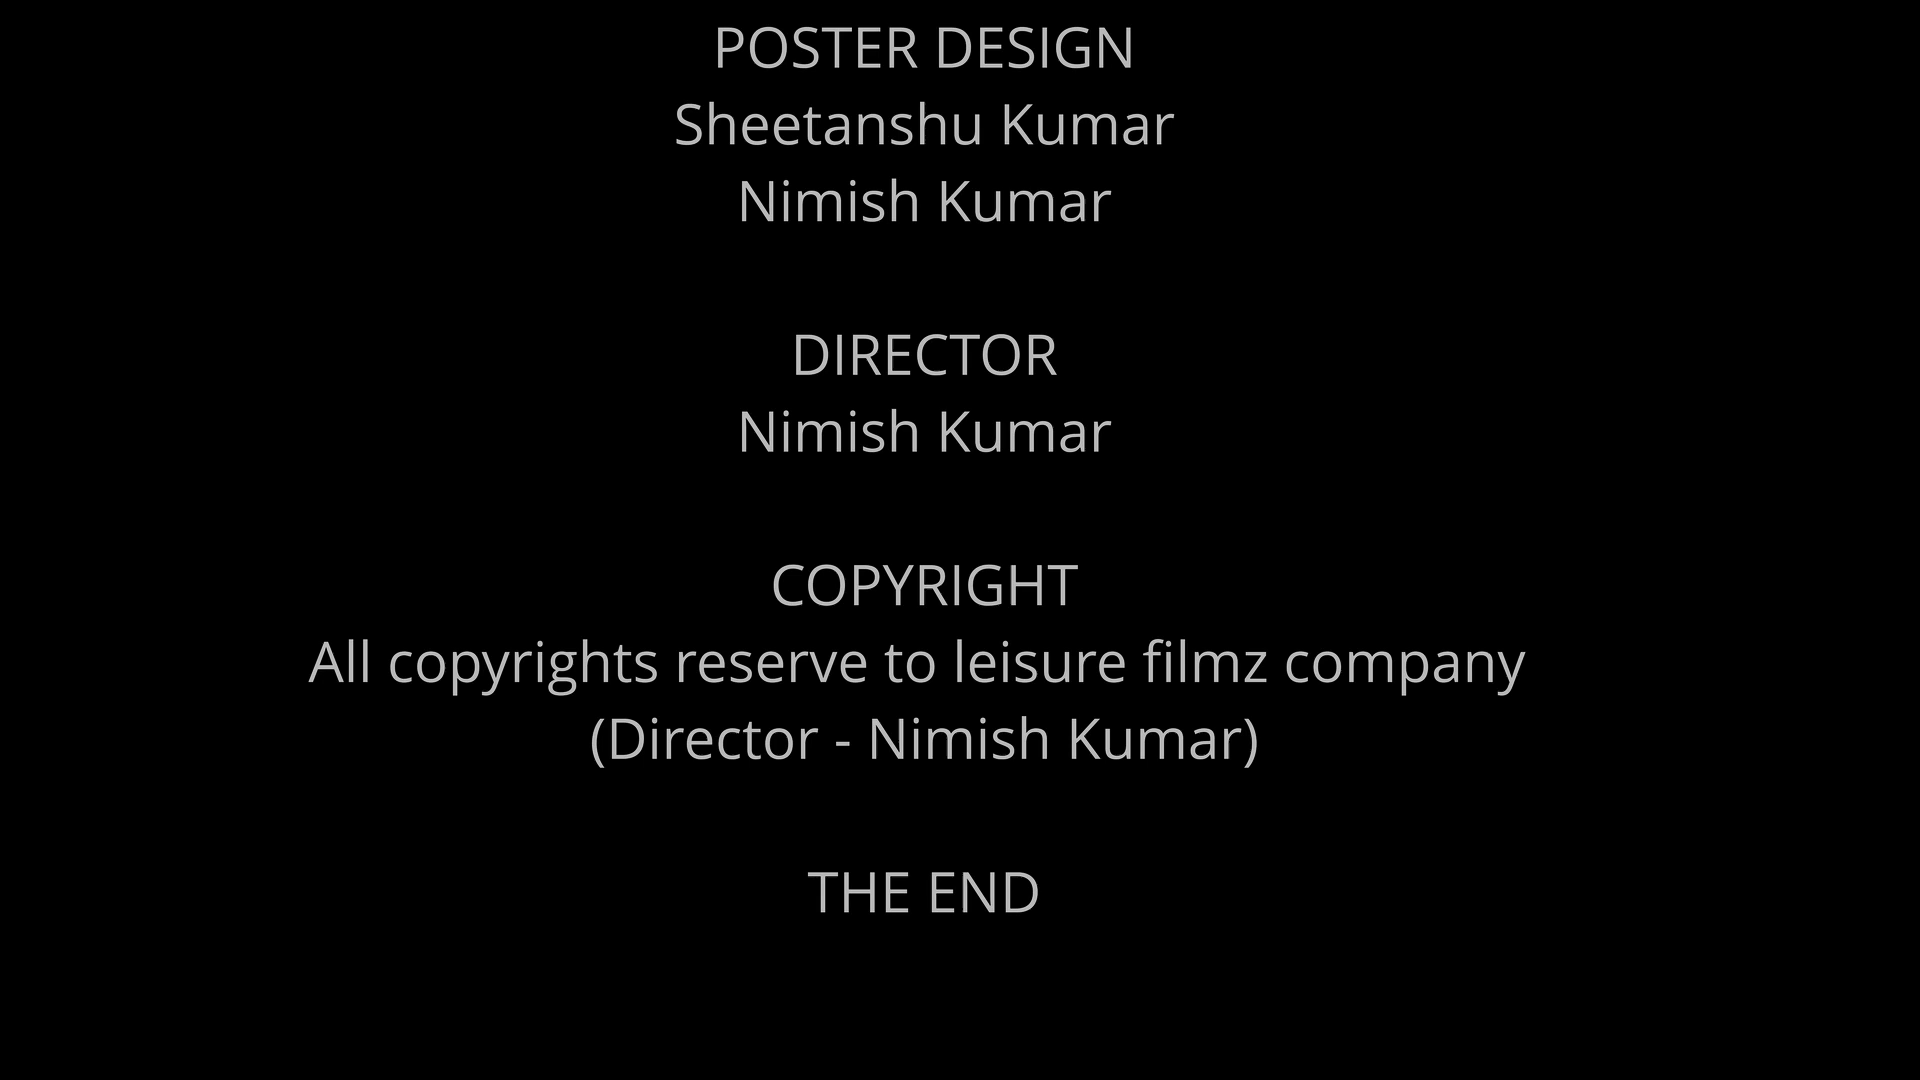 POSTER DESIGN
Sheetanshu Kumar
Nimish Kumar
DIRECTOR
Nimish Kumar
COPYRIGHT
All copyrights reserve to leisure filmz company
(Director - Nimish Kumar)
THE END